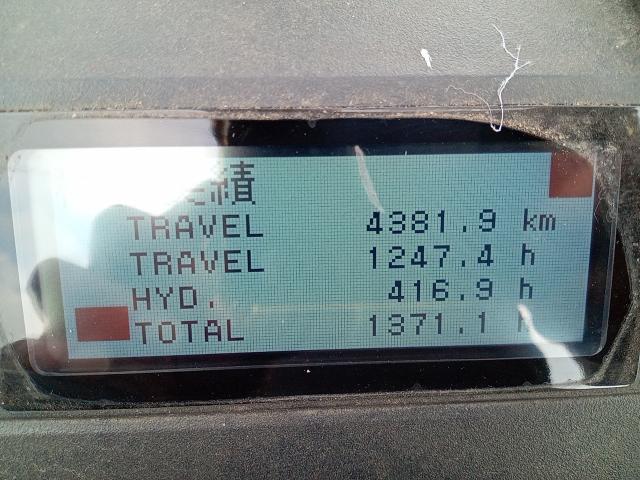 積
TRAVEL 4381.9 km
TRAVEL 1247.4 h
HYD. 416.9 h
TOTAL 1371.1 h